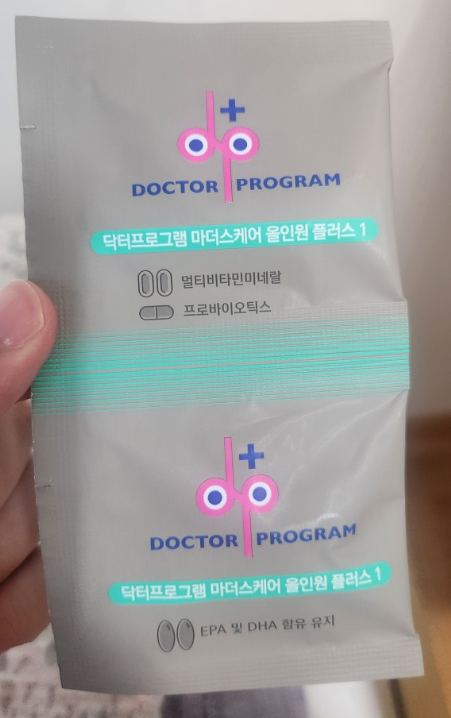 DOCTOR PROGRAM
닥터프로그램 마더스케어 올인원 플러스 1
멀티비타민미네랄
프로바이오틱스
DOCTOR PROGRAM
닥터프로그램 마더스케어 올인원 플러스 1
EPA 및 DHA 함유 유지